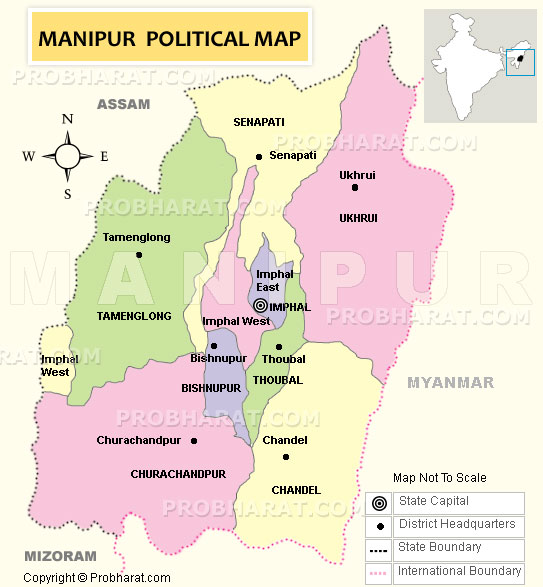 MANIPUR POLITICAL MAP
PROBHARAT.COM
ASSAM
N
W E
S
SENAPATI
Senapati
PROBHARAT.COM
Ukhrui
UKHRUI
PROBHARAT.COM
Tamenglong
MANIPUR
Imphal
East
IMPHAL
TAMENGLONG
Imphal West
PROBHARAT.COM
Imphal
West
ARAT.COM
Bishnupur
Thoubal
BISHNUPUR
THOUBAL
MYANMAR
PROBHARAT.COM
Churachandpur
Chandel
CHURACHANDPUR
CHANDEL
PROBHARAT.COM
Map Not To Scale
State Capital
District Headquarters
State Boundary
International Boundary
MIZORAM
Copyright © Probharat.com